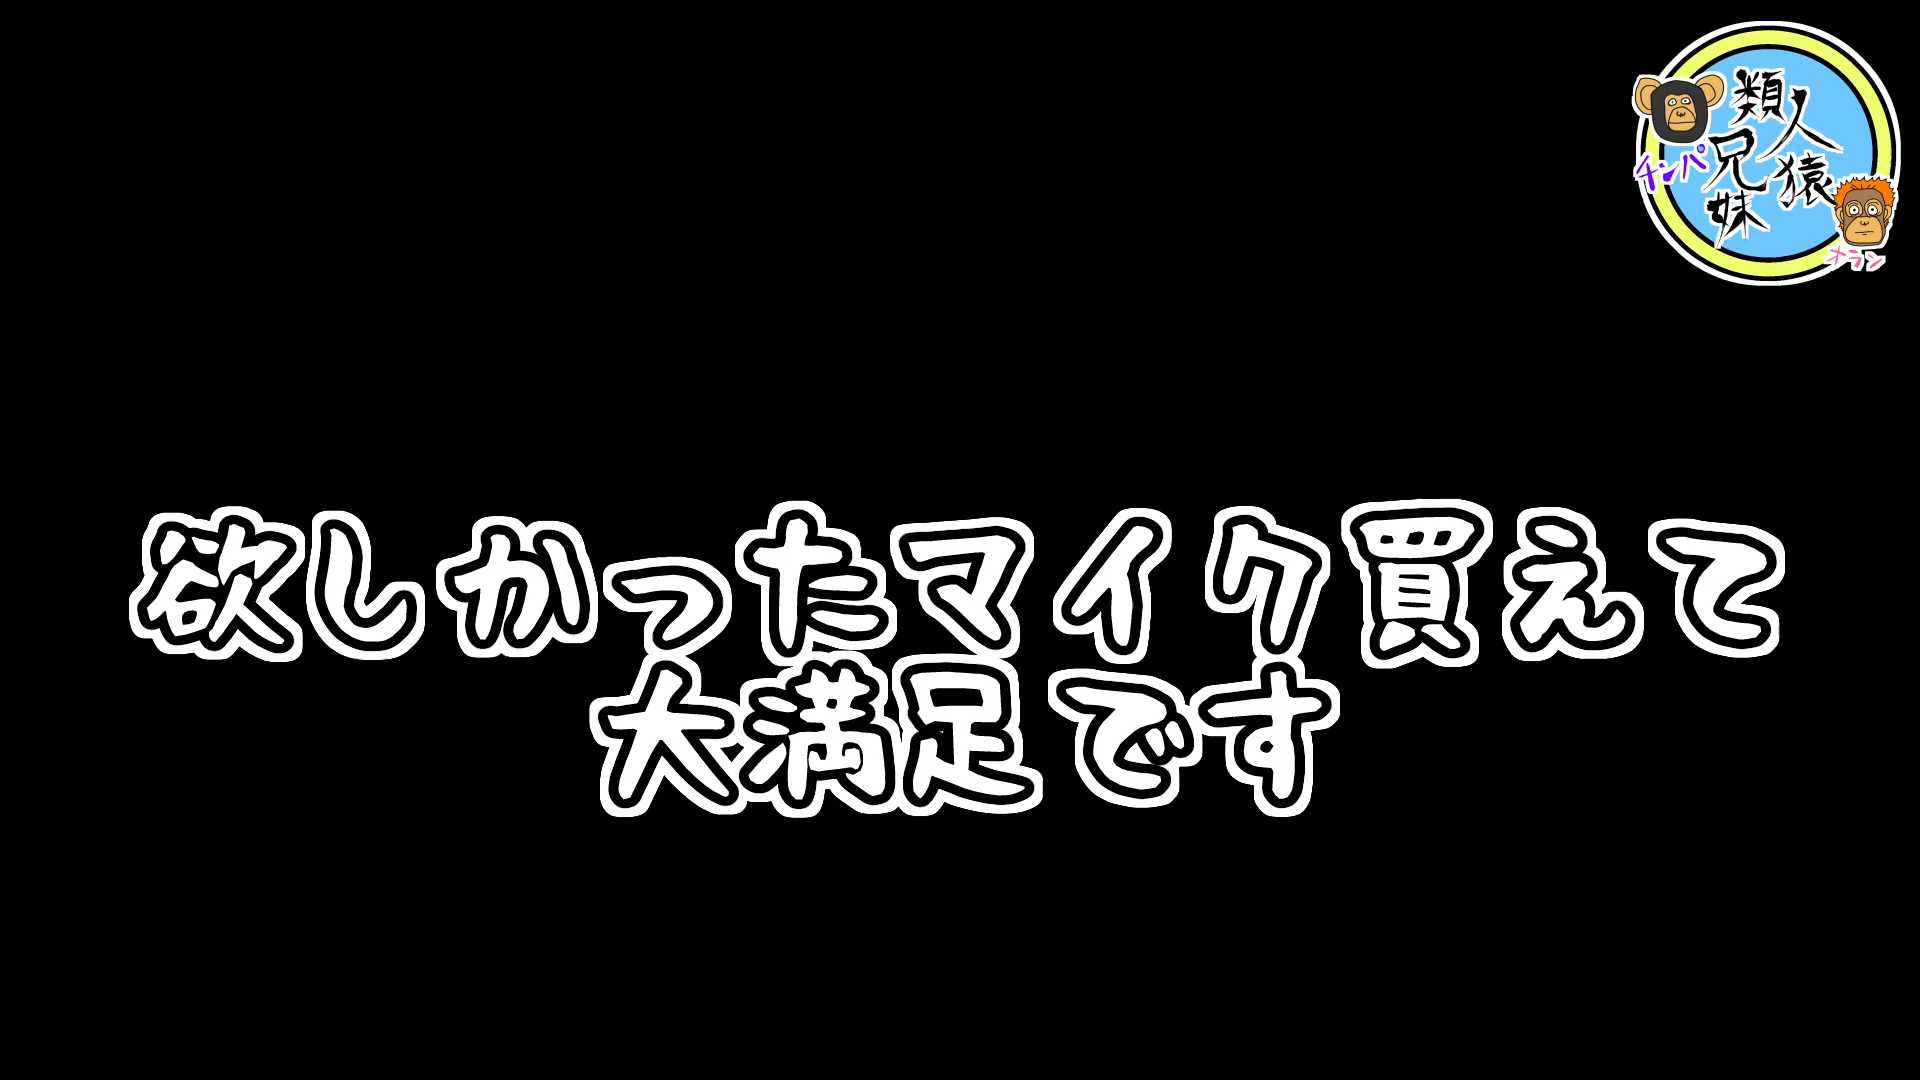 類人猿
兄妹
チンパ
オラン
欲しかったマイク買えて
大満足です